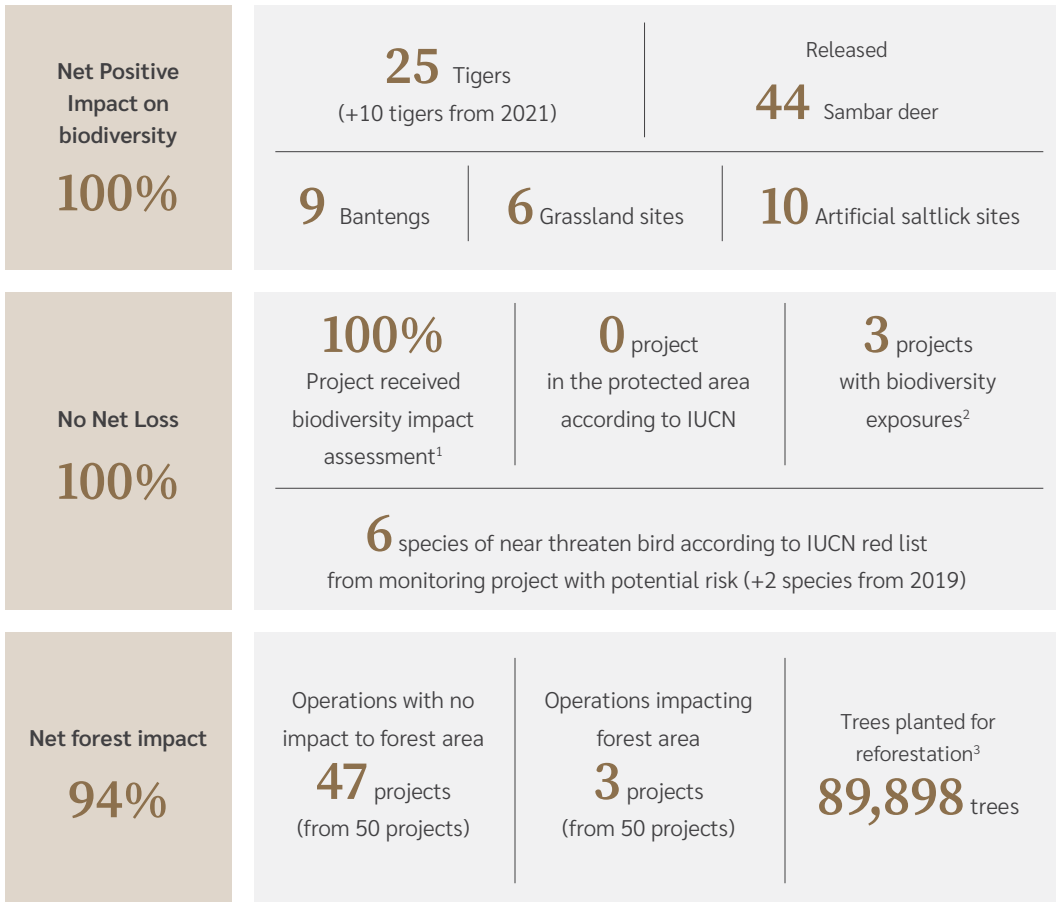 Net Positive
Impact on
biodiversity
100%
25 Tigers
(+10 tigers from 2021)
Released
44 Sambar deer
9 Bantengs
6 Grassland sites
10 Artificial saltlick sites
No Net Loss
100%
100%
Project received
biodiversity impact
assessment¹
0 project
in the protected area
according to IUCN
3 projects
with biodiversity
exposures²
6 species of near threaten bird according to IUCN red list
from monitoring project with potential risk (+2 species from 2019)
Net forest impact
94%
Operations with no
impact to forest area
47 projects
(from 50 projects)
Operations impacting
forest area
3 projects
(from 50 projects)
Trees planted for
reforestation³
89,898 trees